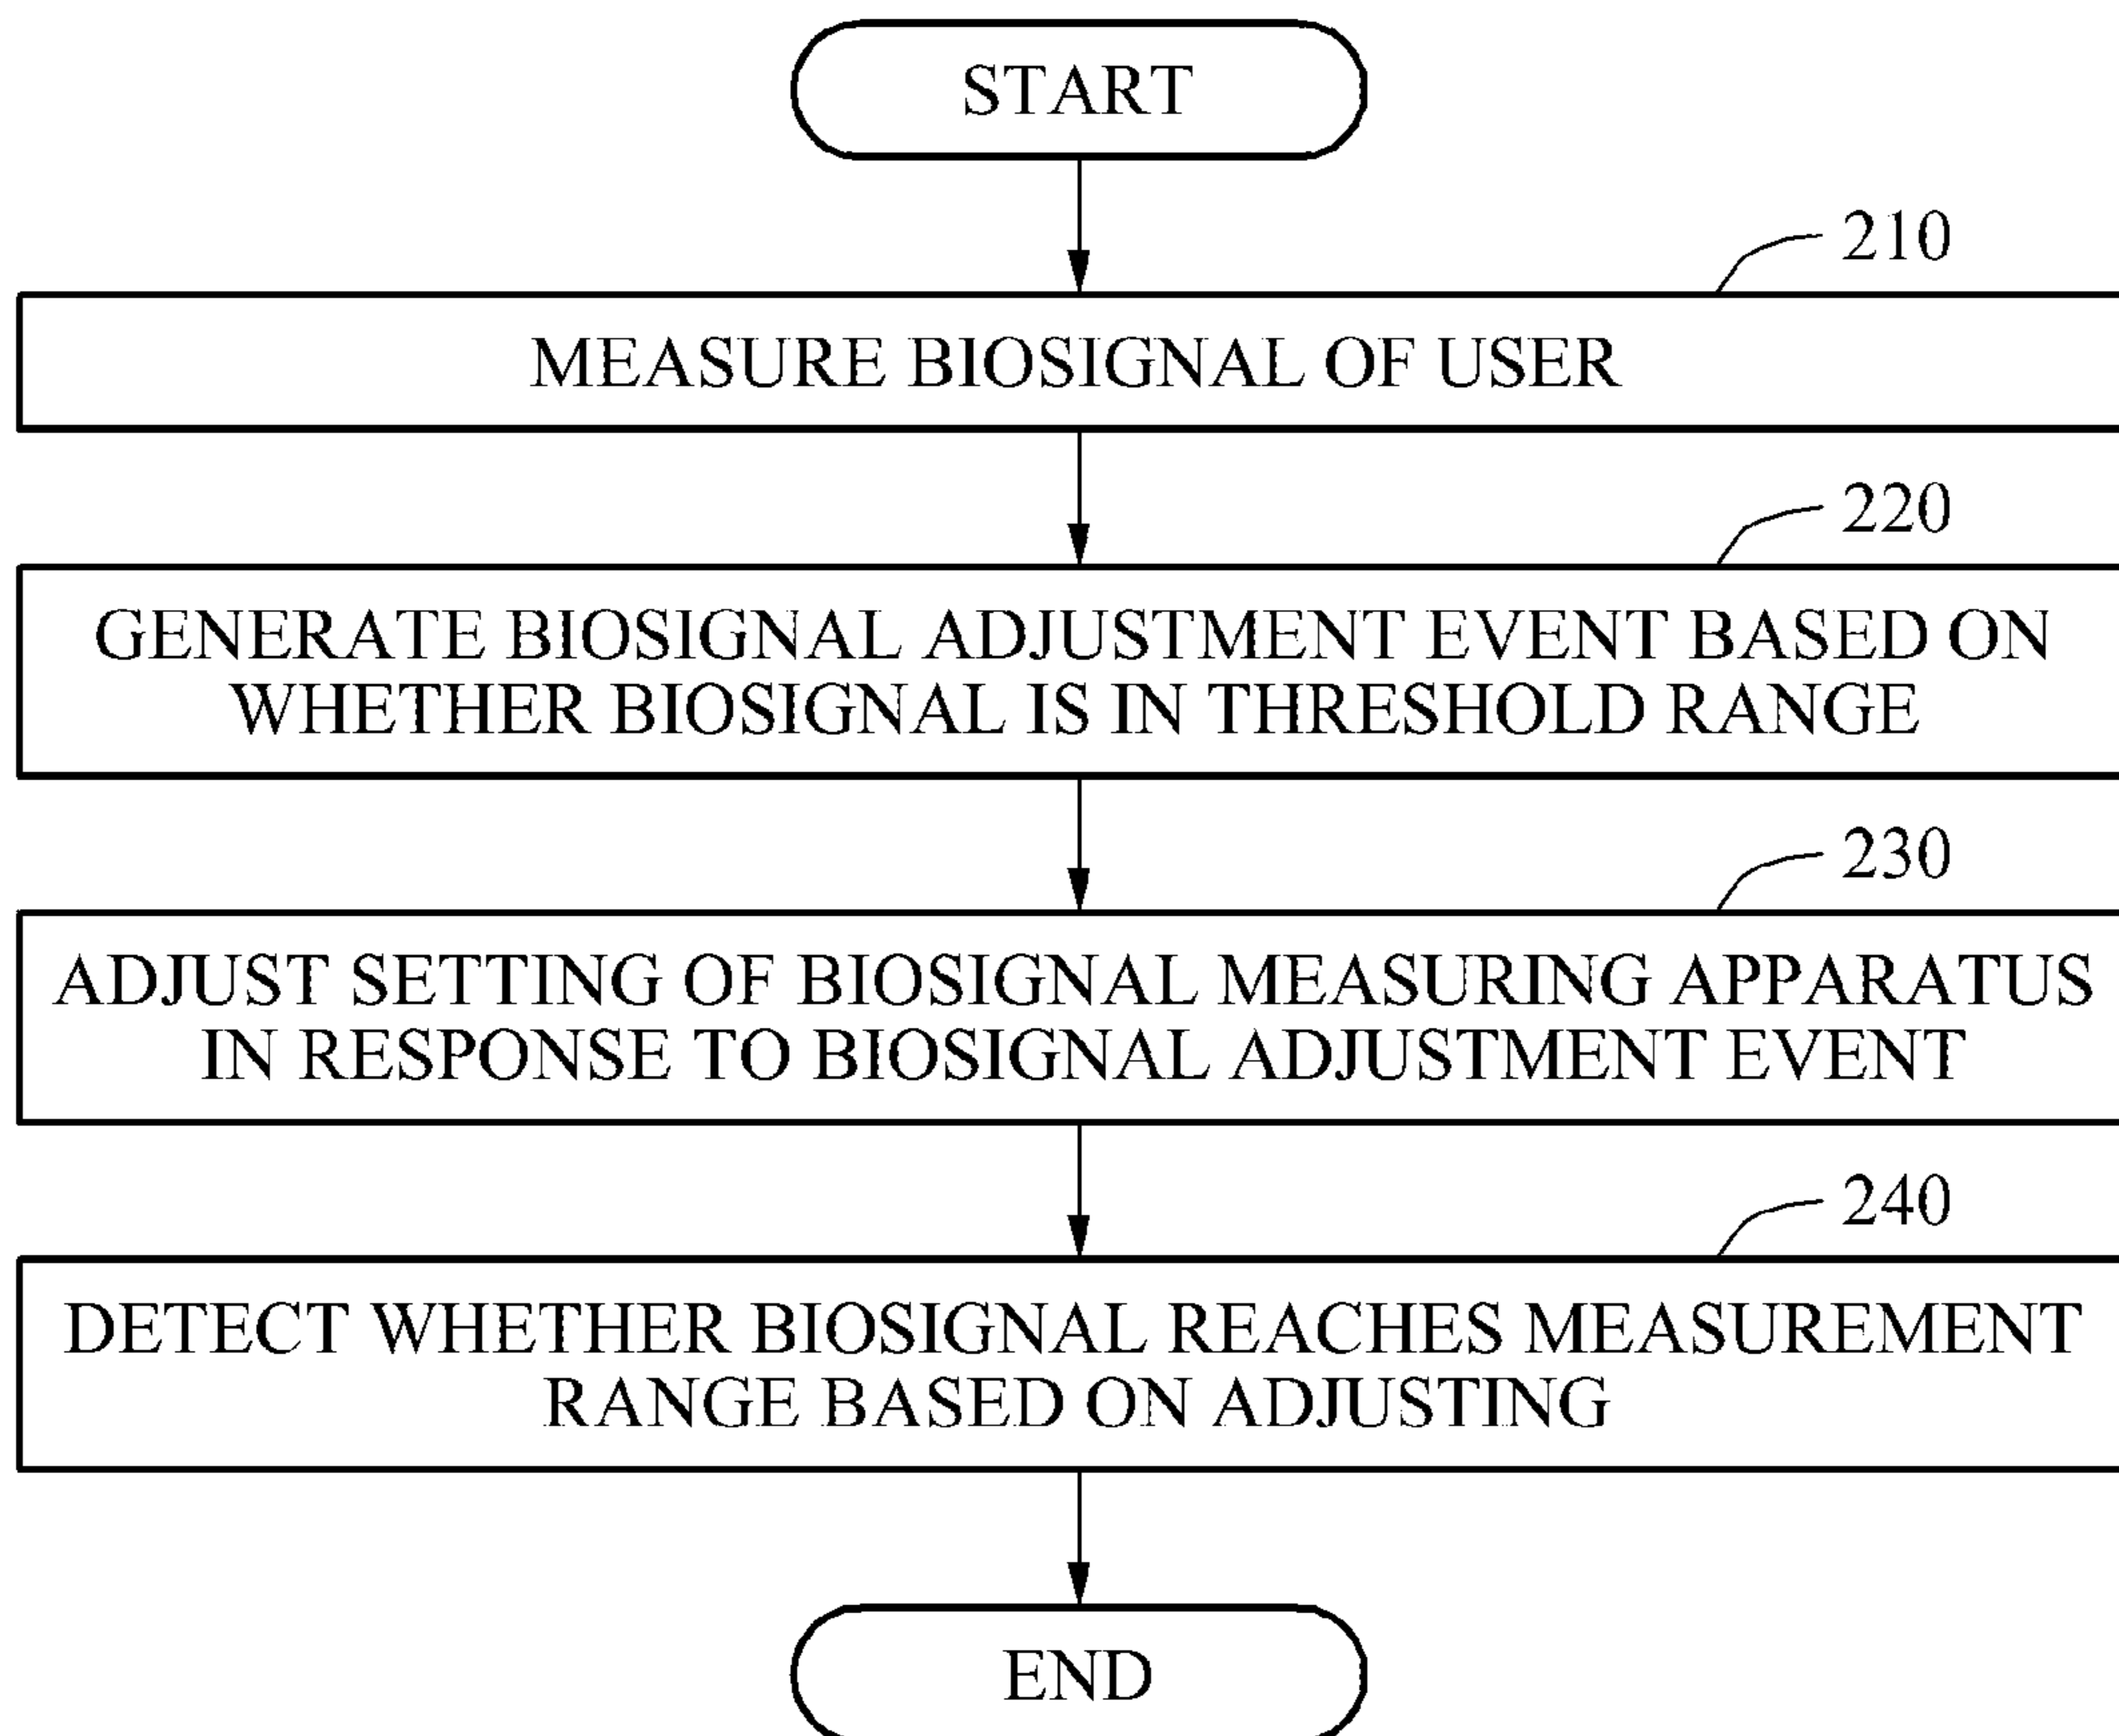 START
210
MEASURE BIOSIGNAL OF USER
220
GENERATE BIOSIGNAL ADJUSTMENT EVENT BASED ON
WHETHER BIOSIGNAL IS IN THRESHOLD RANGE
230
ADJUST SETTING OF BIOSIGNAL MEASURING APPARATUS
IN RESPONSE TO BIOSIGNAL ADJUSTMENT EVENT
240
DETECT WHETHER BIOSIGNAL REACHES MEASUREMENT
RANGE BASED ON ADJUSTING
END